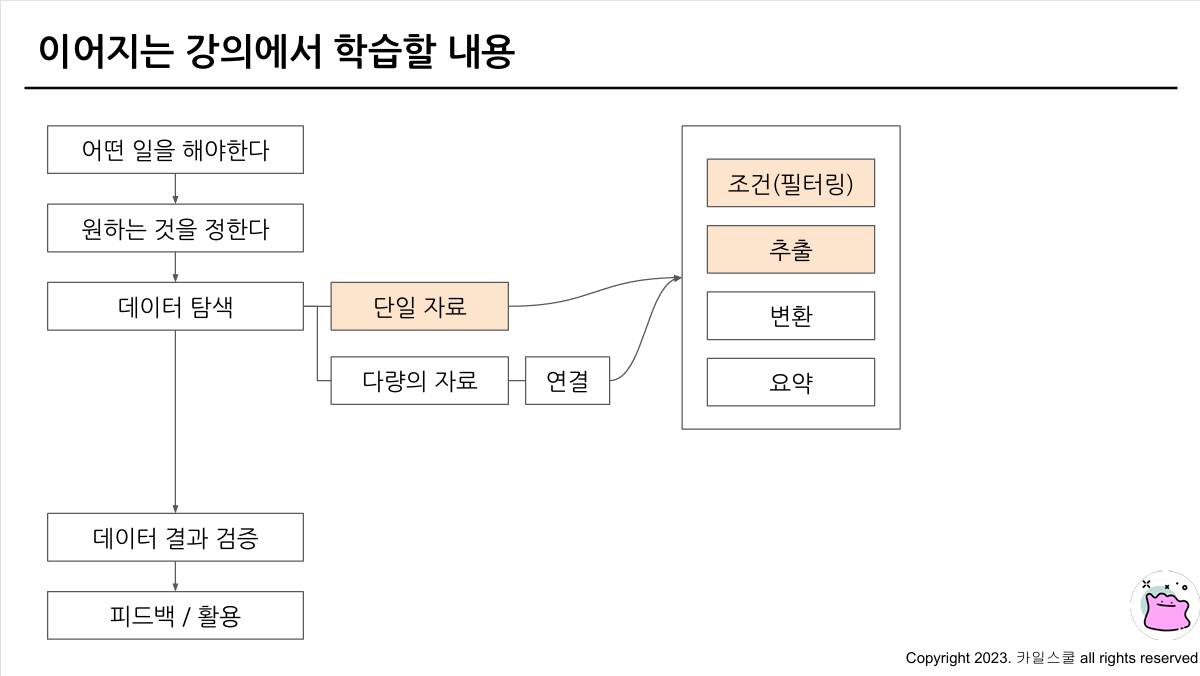 이어지는 강의에서 학습할 내용
어떤 일을 해야한다
원하는 것을 정한다
데이터 탐색
단일 자료
다량의 자료
연결
조건(필터링)
추출
변환
요약
데이터 결과 검증
피드백 / 활용
Copyright 2023. 카일스쿨 all rights reserved